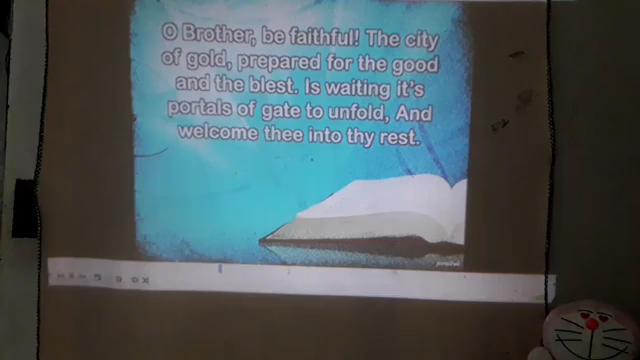 O Brother, be faithful! The city
of gold, prepared for the good
and the blest. Is waiting it's
portals of gate to unfold, And
welcome thee into thy rest.